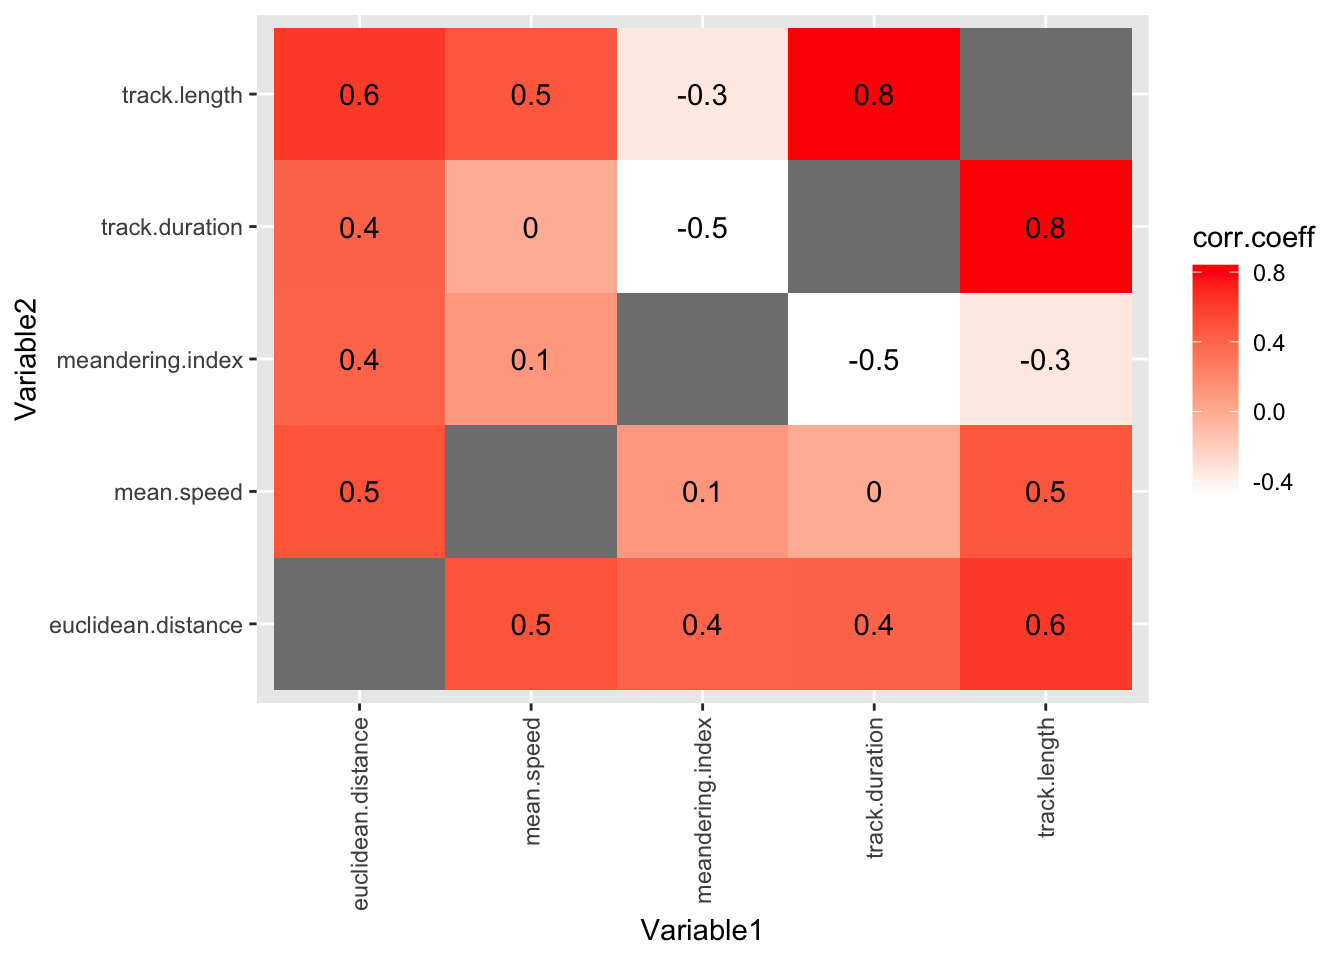 track.length
0.6
0.5
-0.3
0.8
track.duration
0.4
0
-0.5
0.8
meandering.index
0.4
0.1
-0.5
-0.3
mean.speed
0.5
0.1
0
0.5
euclidean.distance
0.5
0.4
0.4
0.6
Variable2
euclidean.distance
mean.speed
meandering.index
track.duration
track.length
Variable1
corr.coeff
0.8
0.4
0.0
-0.4